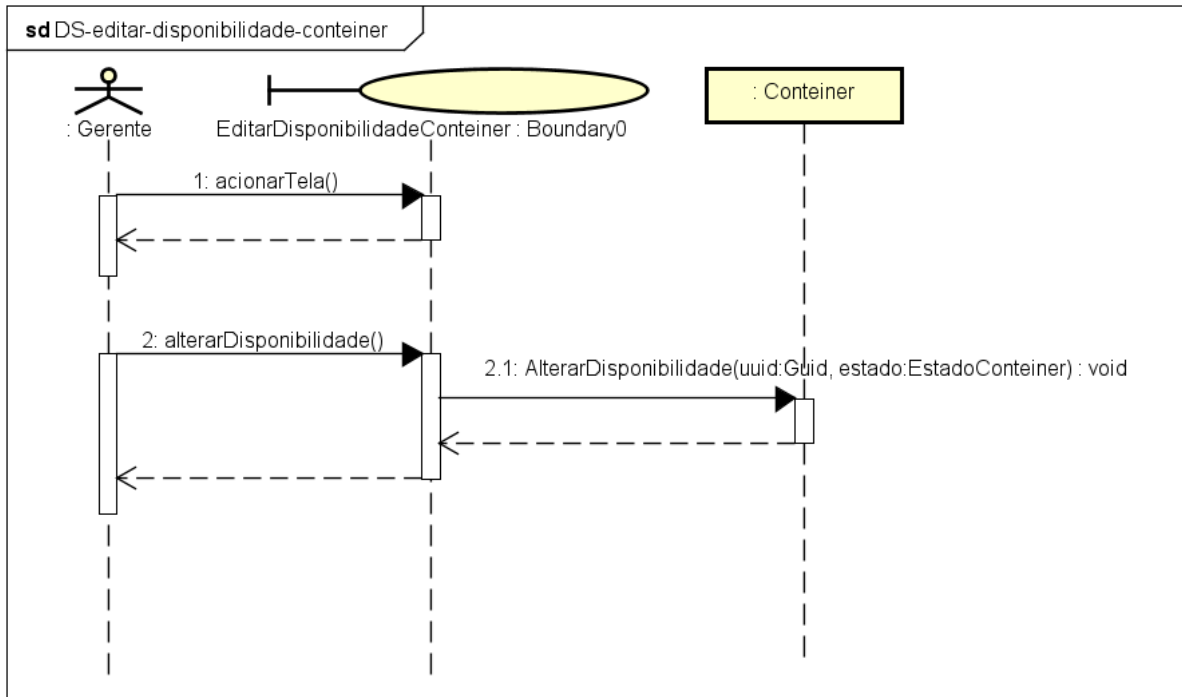 sd DS-editar-disponibilidade-conteiner
: Gerente
EditarDisponibilidadeConteiner : Boundary0
: Conteiner
1: acionarTela()
2: alterarDisponibilidade()
2.1: AlterarDisponibilidade(uuid:Guid, estado:EstadoConteiner) : void